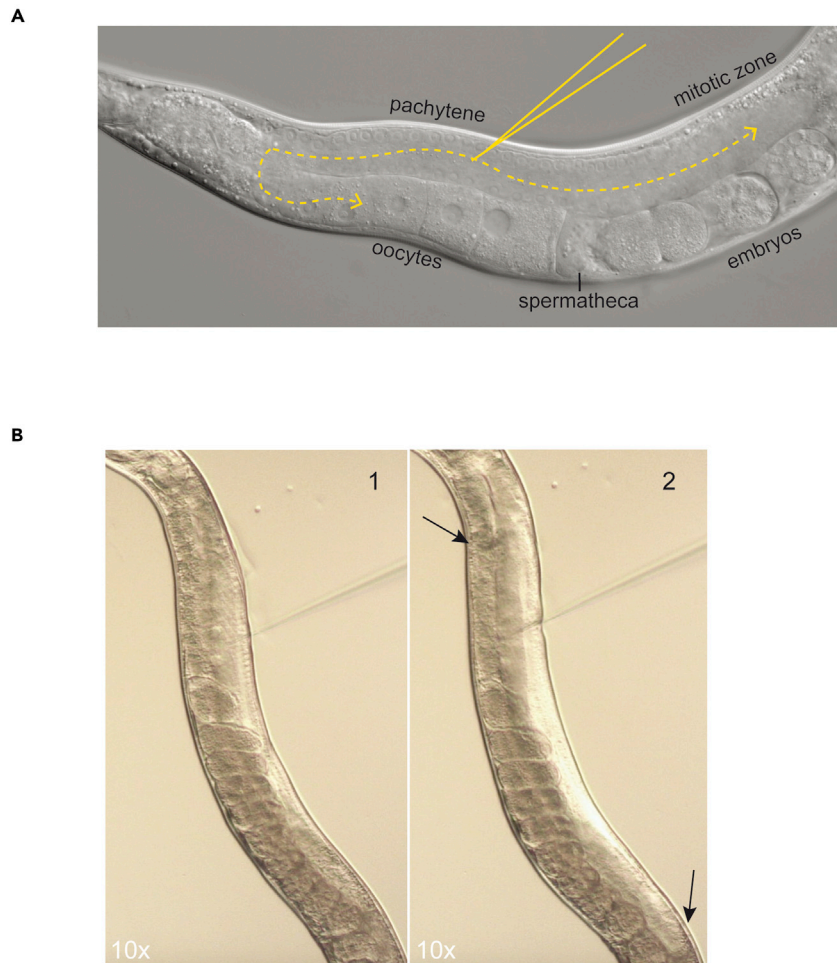 A
pachytene
mitotic zone
oocytes
embryos
spermatheca
B
1
2
10x
10x